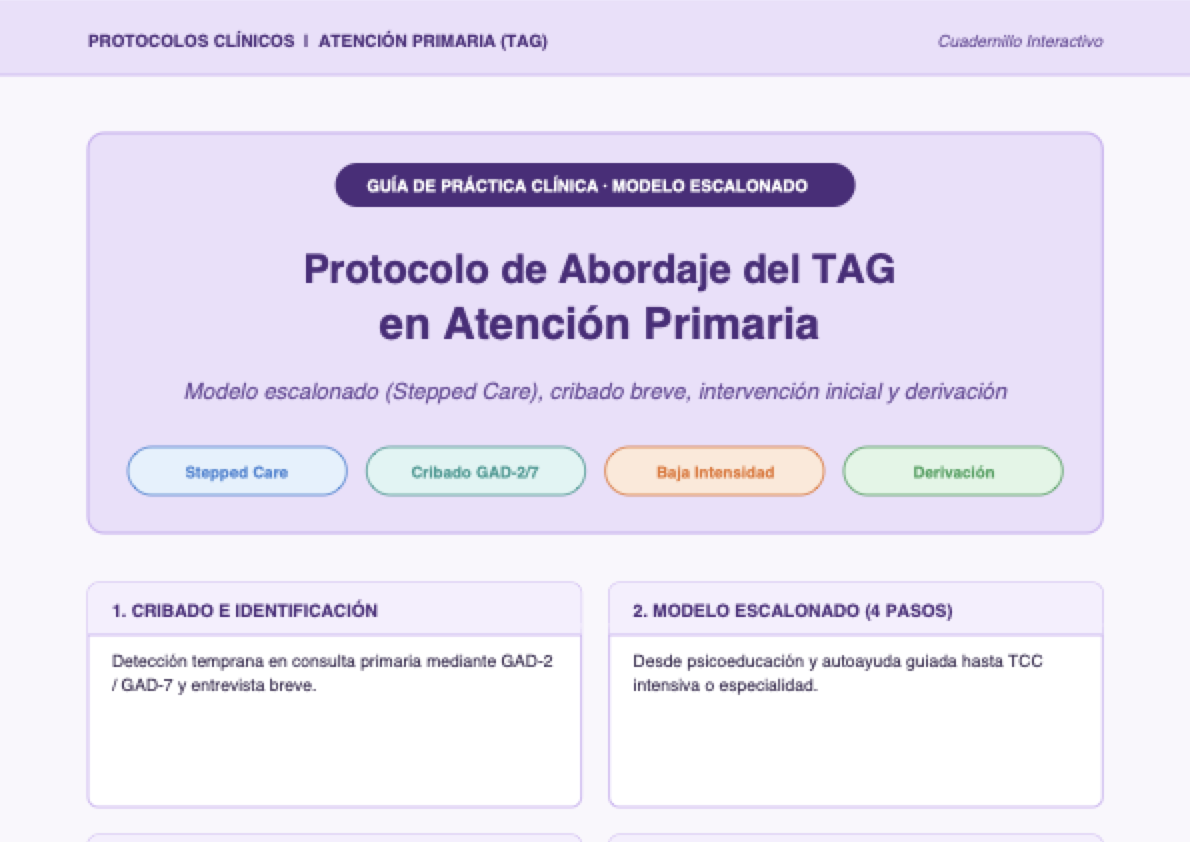 PROTOCOLOS CLÍNICOS | ATENCIÓN PRIMARIA (TAG)
Cuadernillo Interactivo
GUÍA DE PRÁCTICA CLÍNICA · MODELO ESCALONADO
Protocolo de Abordaje del TAG
en Atención Primaria
Modelo escalonado (Stepped Care), cribado breve, intervención inicial y derivación
Stepped Care
Cribado GAD-2/7
Baja Intensidad
Derivación
1. CRIBADO E IDENTIFICACIÓN
Detección temprana en consulta primaria mediante GAD-2
/ GAD-7 y entrevista breve.
2. MODELO ESCALONADO (4 PASOS)
Desde psicoeducación y autoayuda guiada hasta TCC
intensiva o especialidad.